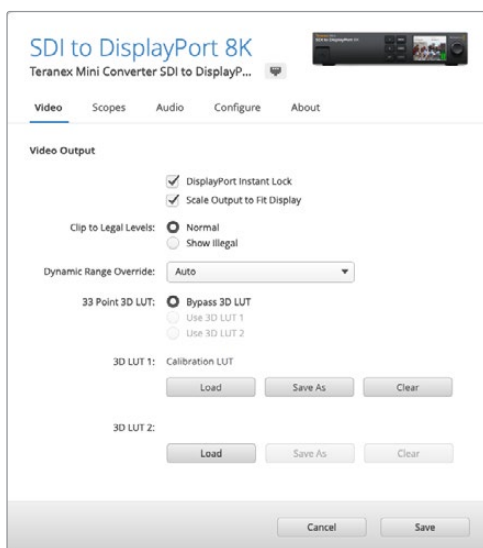 SDI to DisplayPort 8K
Teranex Mini Converter SDI to DisplayP...
Video Scopes Audio Configure About
Video Output
DisplayPort Instant Lock
Scale Output to Fit Display
Clip to Legal Levels: Normal
Show illegal
Dynamic Range Override: Auto
33 Point 3D LUT: Bypass 3D LUT
Use 3D LUT 1
Use 3D LUT 2
3D LUT 1: Calibration LUT
Load Save As Clear
3D LUT 2:
Load Save As Clear
Cancel Save